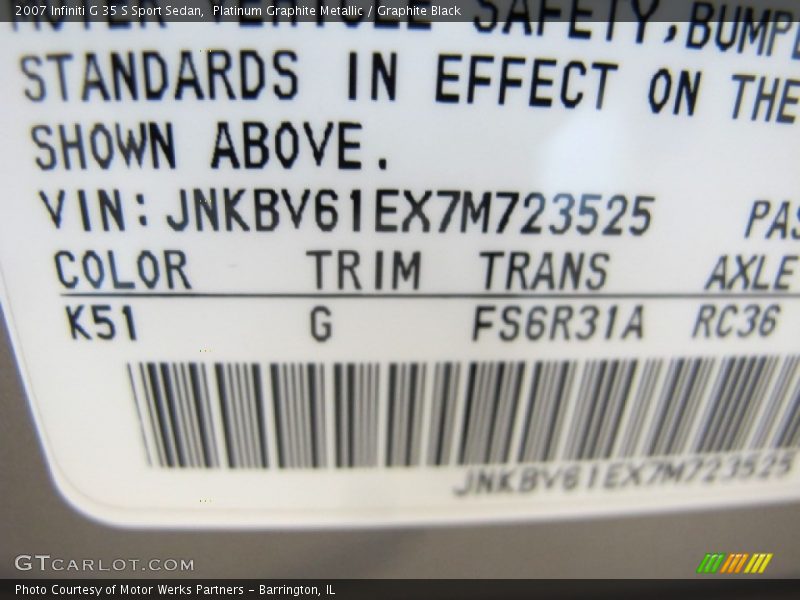 2007 Infiniti G 35 S Sport Sedan,  Platinum Graphite Metallic / Graphite Black
SAFETY, BUMP
STANDARDS IN EFFECT ON THE
SHOWN ABOVE.
VIN: JNKBV61EX7M723525 PAS
COLOR TRIM TRANS AXLE
K51 G FS6R31A RC36
JNKBV61EX7M723525
GTCARLOT.COM
Photo Courtesy of Motor Werks Partners - Barrington, IL